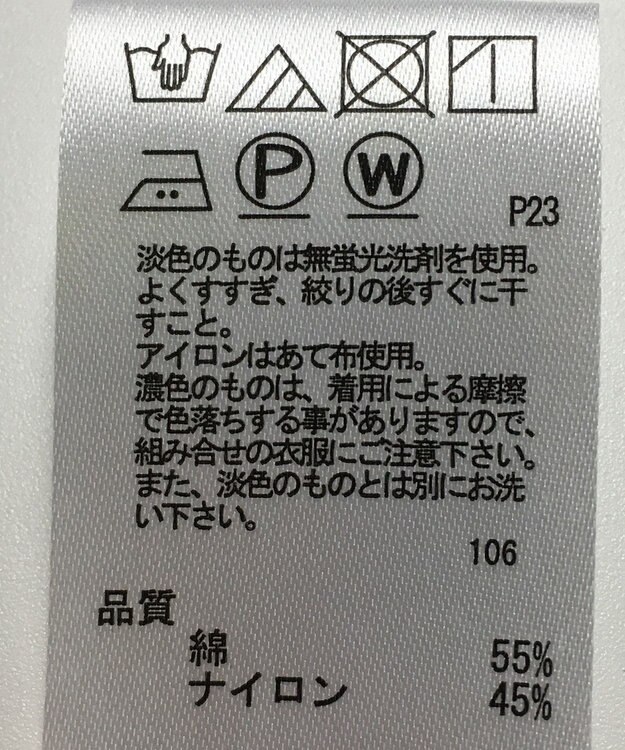 P W
P23
淡色のものは無蛍光洗剤を使用。
よくすすぎ、絞りの後すぐに干
すこと。
アイロンはあて布使用。
濃色のものは、着用による摩擦
で色落ちする事がありますので、
組み合せの衣服にご注意下さい。
また、淡色のものとは別にお洗
い下さい。
106
品質
綿 55%
ナイロン 45%